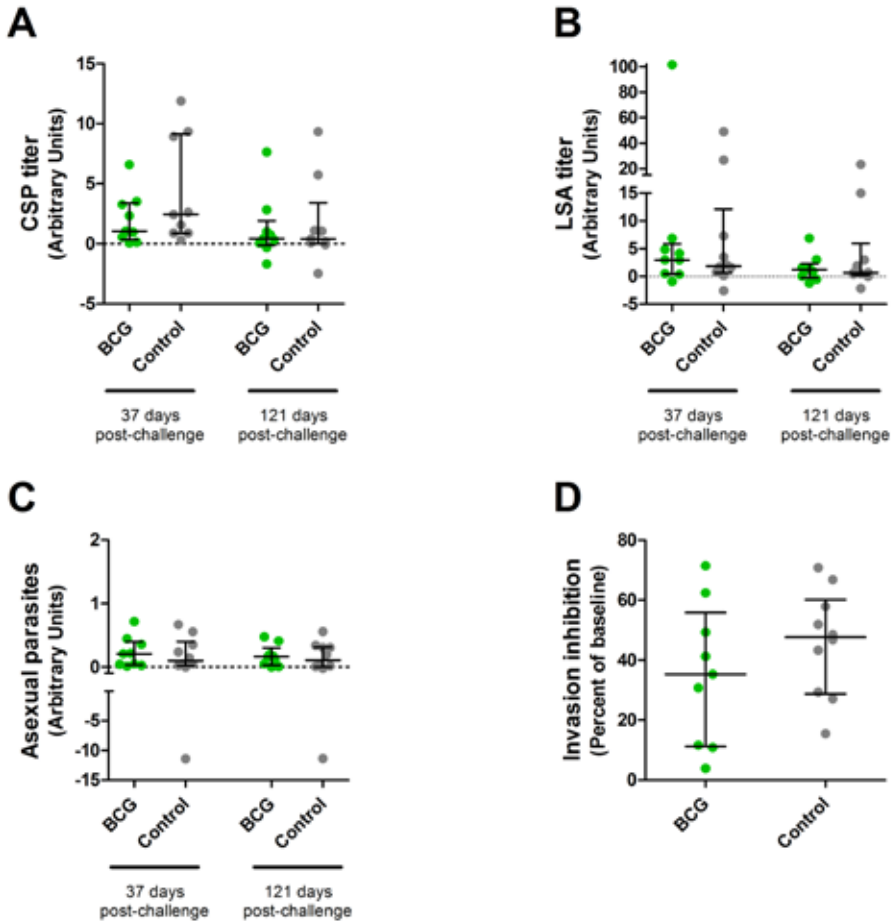 A
CSP titer
(Arbitrary Units)
15
10
5
0
-5
BCG
Control
BCG
Control
37 days
post-challenge
121 days
post-challenge
B
LSA titer
(Arbitrary Units)
100
80
60
40
20
15
10
5
0
-5
BCG
Control
BCG
Control
37 days
post-challenge
121 days
post-challenge
C
Asexual parasites
(Arbitrary Units)
2
1
0
-5
-10
-15
BCG
Control
BCG
Control
37 days
post-challenge
121 days
post-challenge
D
Invasion inhibition
(Percent of baseline)
80
60
40
20
0
BCG
Control